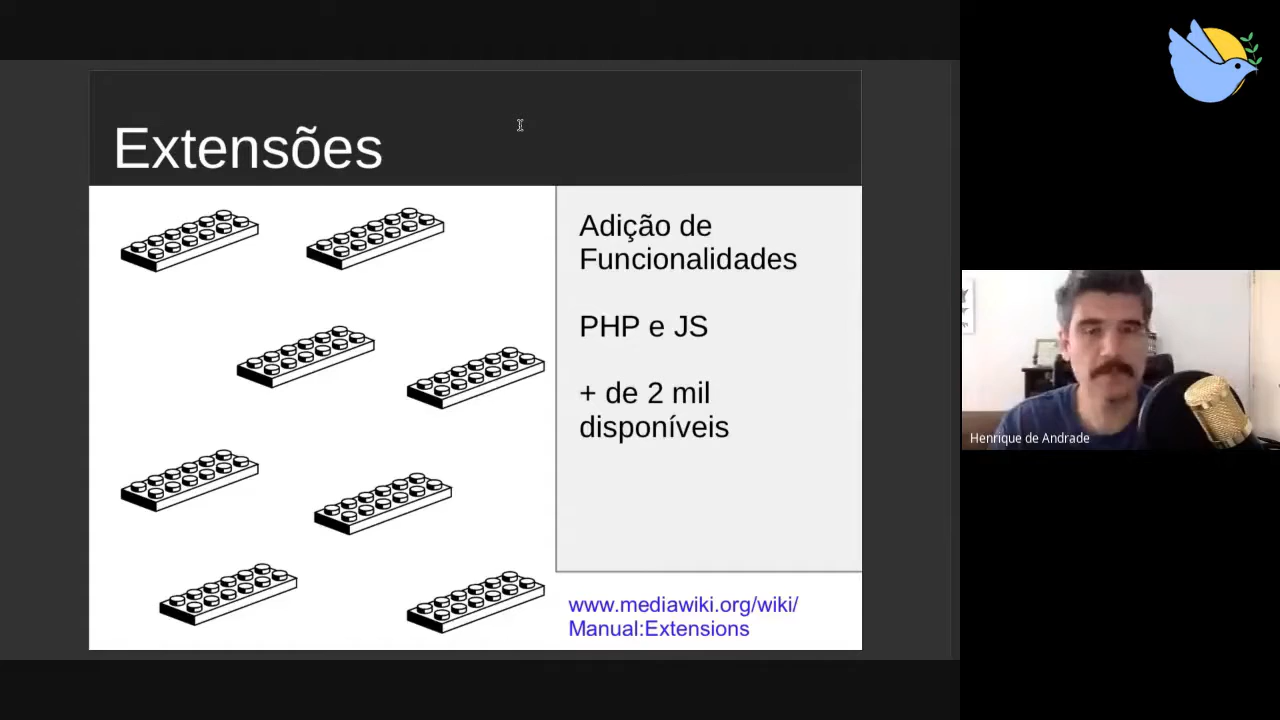 Extensões
Adição de
Funcionalidades
PHP e JS
+ de 2 mil
disponíveis
www.mediawiki.org/wiki/
Manual:Extensions
Henrique de Andrade